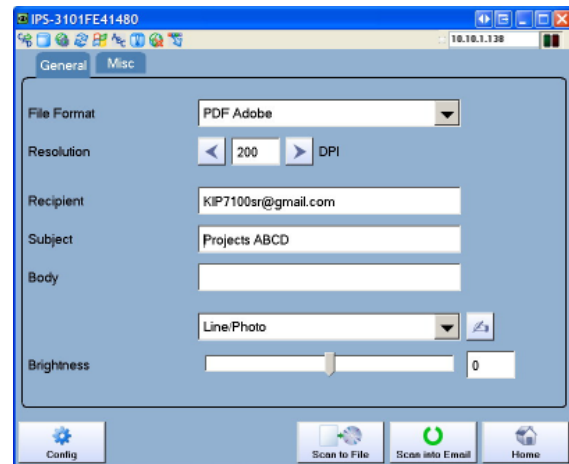 IPS-3101FE41480
10.10.1.138
General Misc
File Format PDF Adobe
Resolution 200 DPI
Recipient KIP7100sr@gmail.com
Subject Projects ABCD
Body
Line/Photo
Brightness 0
Config Scan to File Scan into Email Home